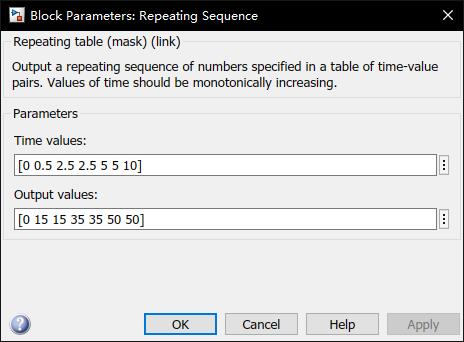 Block Parameters: Repeating Sequence
Repeating table (mask) (link)
Output a repeating sequence of numbers specified in a table of time-value
pairs. Values of time should be monotonically increasing.
Parameters
Time values:
[0 0.5 2.5 2.5 5 5 10]
Output values:
[0 15 15 35 35 50 50]
?
OK Cancel Help Apply